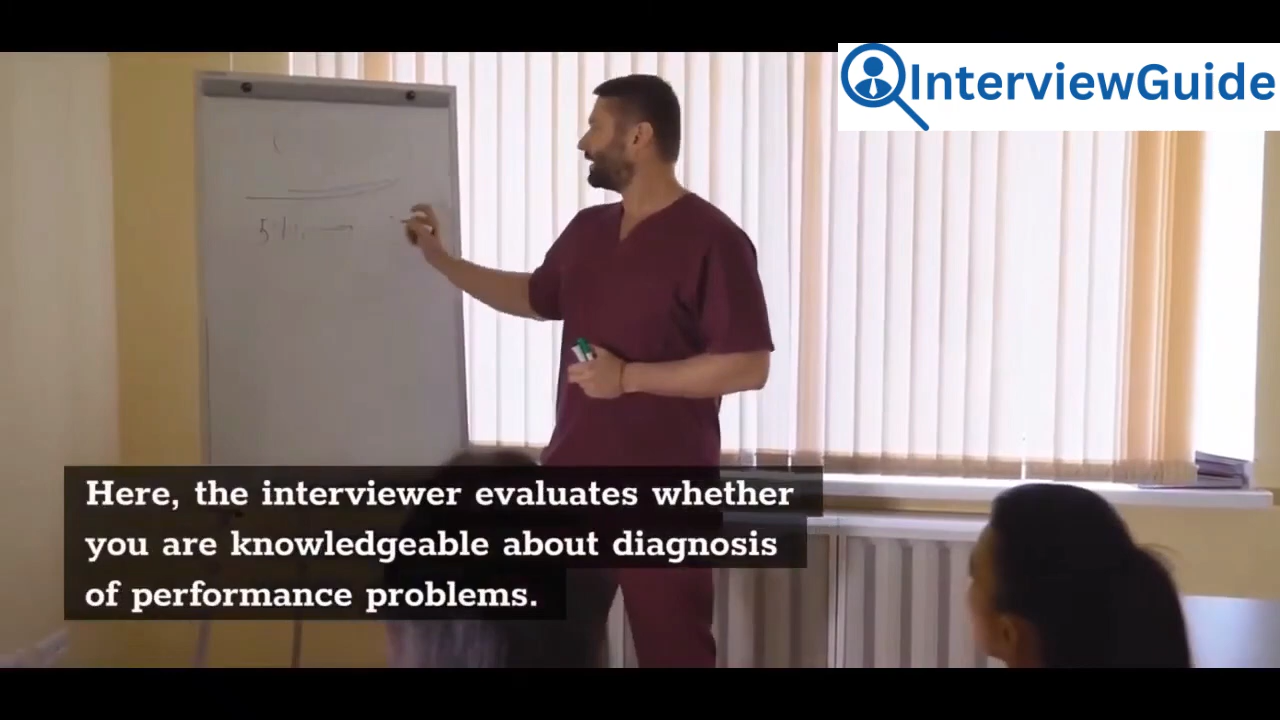 InterviewGuide
Here, the interviewer evaluates whether
you are knowledgeable about diagnosis
of performance problems.